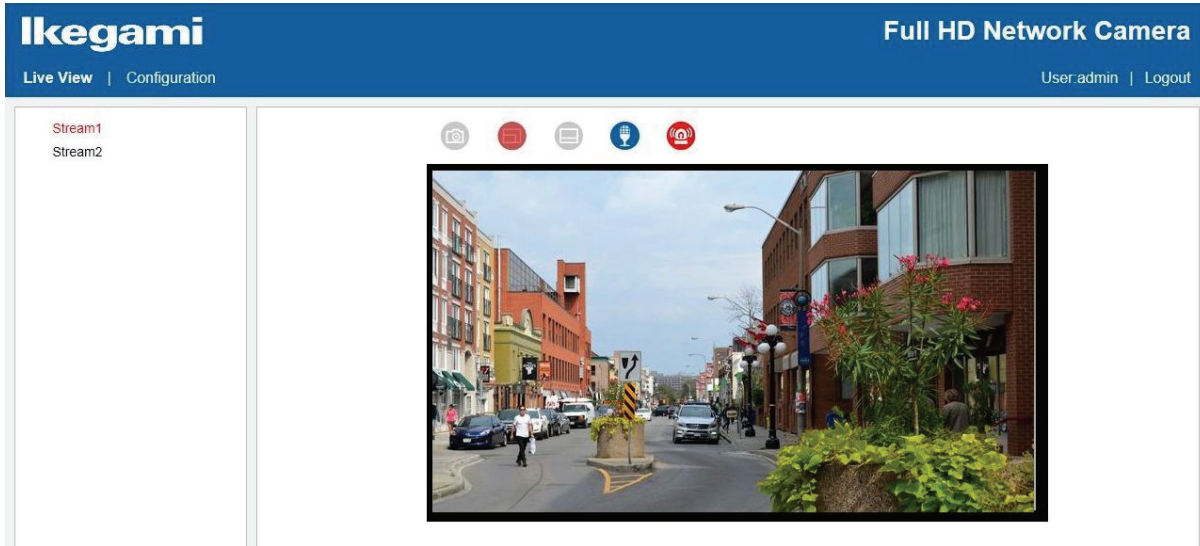 Ikegami
Full HD Network Camera
Live View | Configuration
User:admin | Logout
Stream1
Stream2